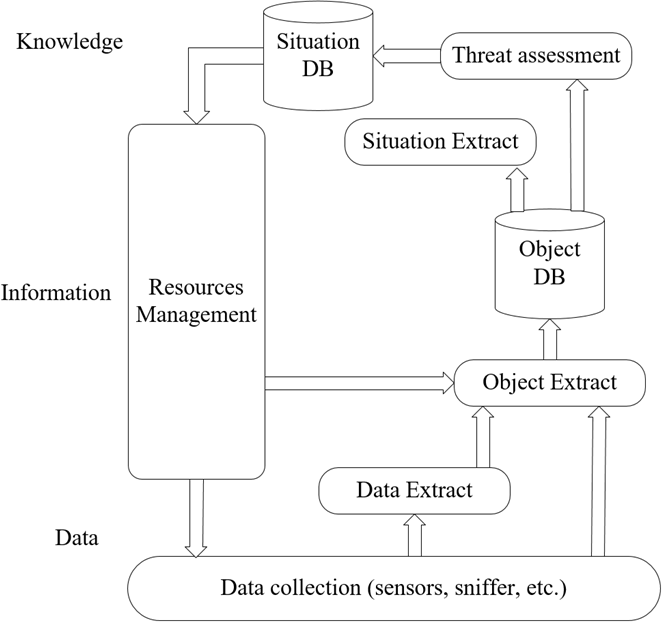 Knowledge
Situation
DB
Threat assessment
Situation Extract
Object
DB
Information
Resources
Management
Object Extract
Data Extract
Data
Data collection (sensors, sniffer, etc.)